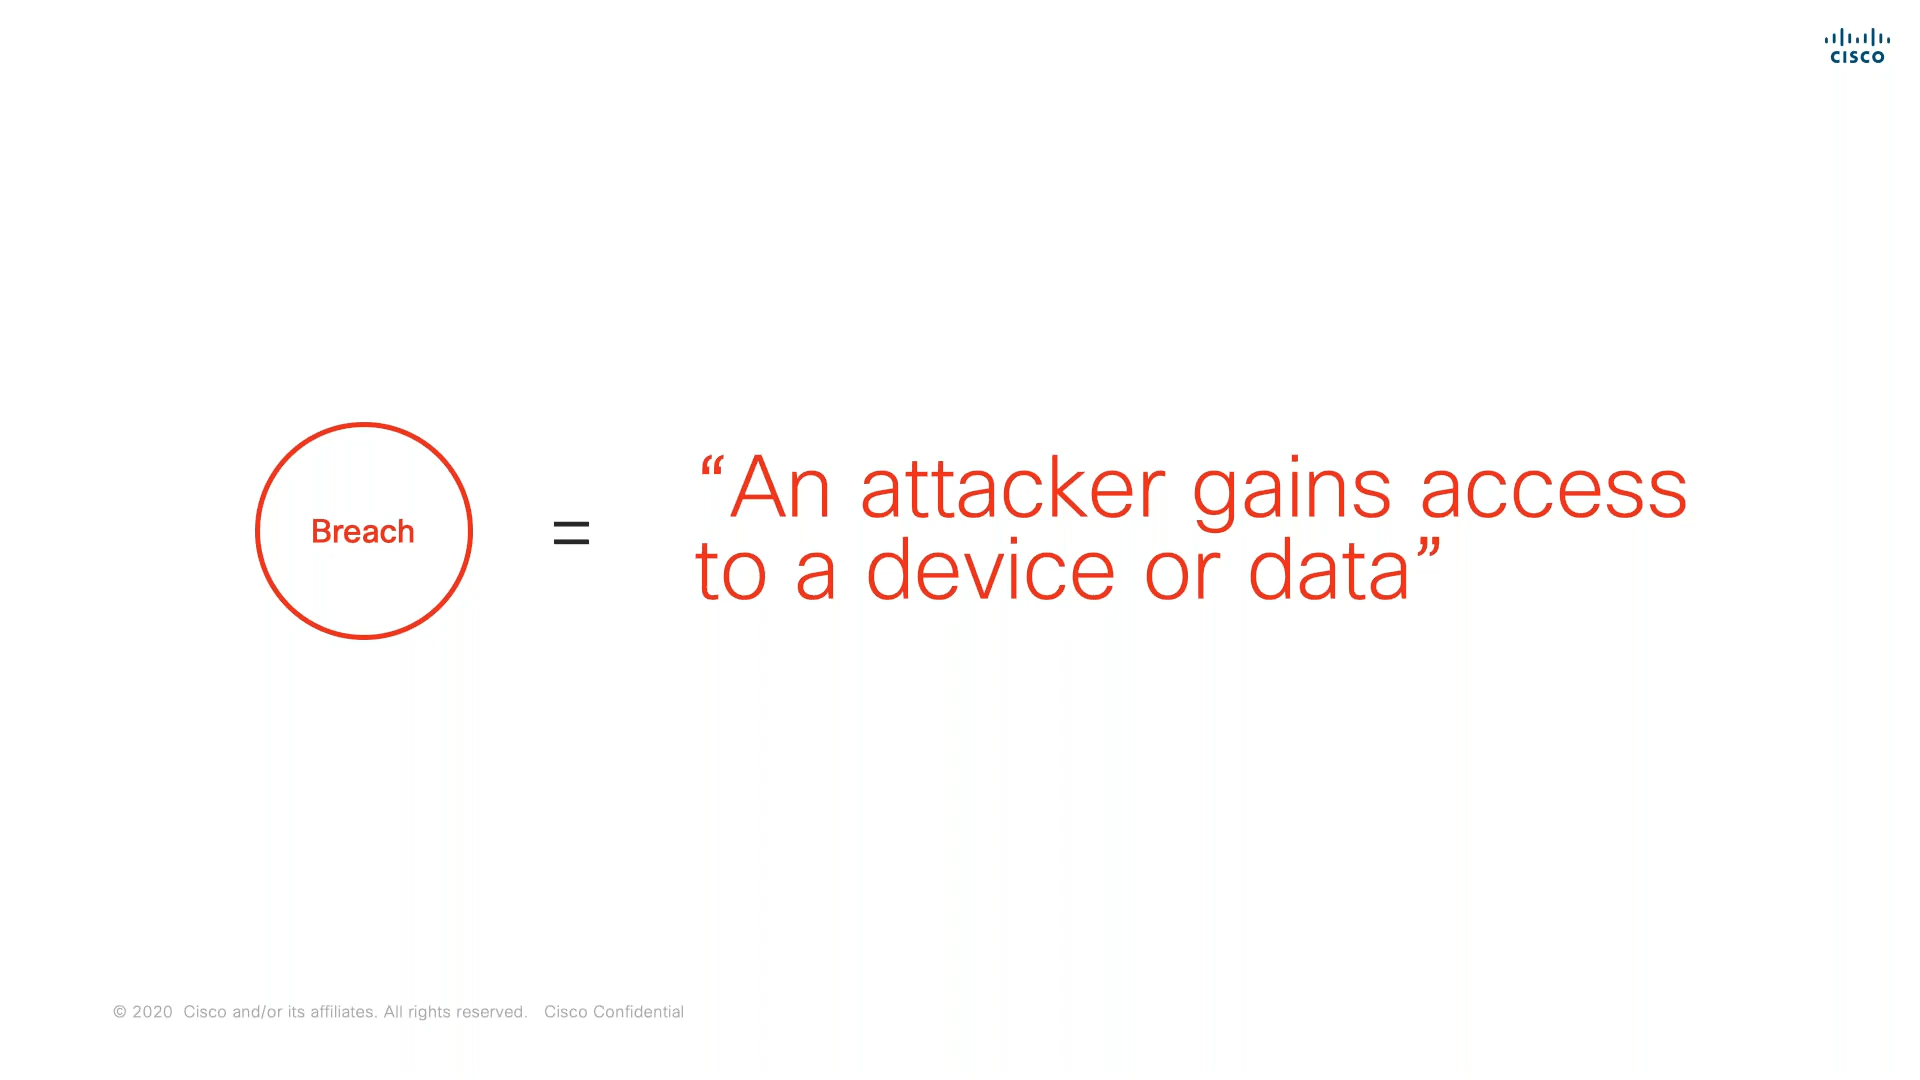 CISCO
Breach
=
“An attacker gains access
to a device or data”
© 2020 Cisco and/or its affiliates. All rights reserved. Cisco Confidential